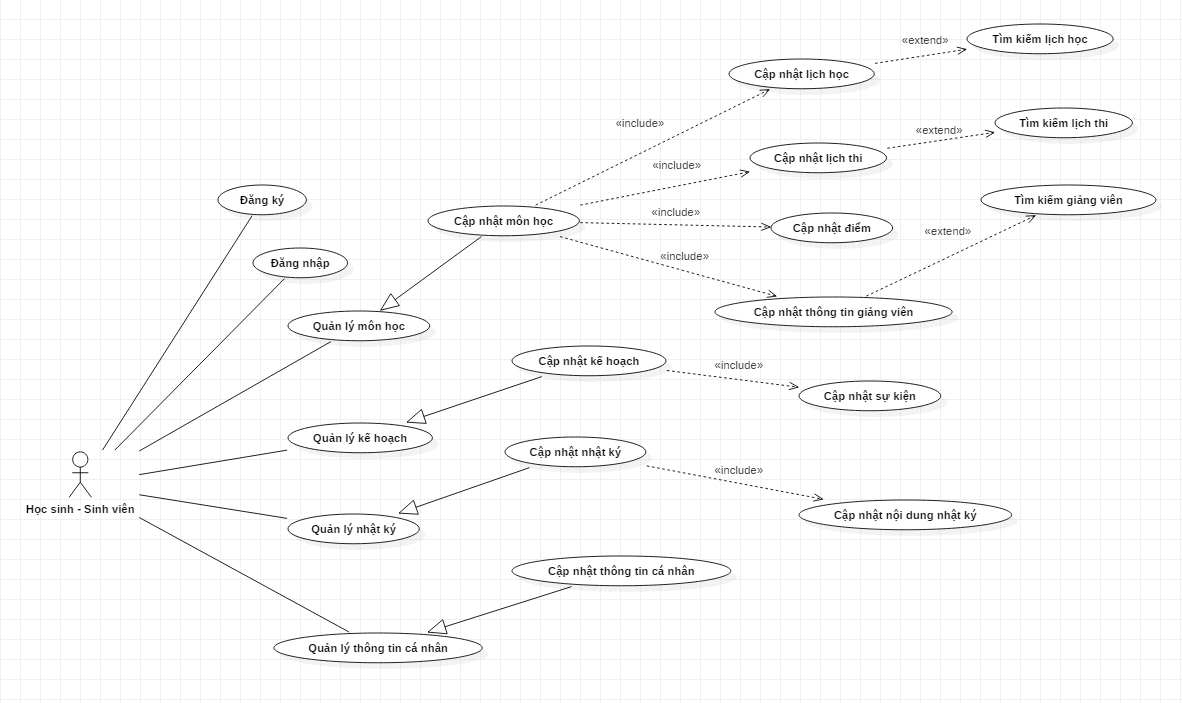 «extend»
Tìm kiếm lịch học
Cập nhật lịch học
«include»
Tìm kiếm lịch thi
«extend»
Cập nhật lịch thi
«include»
Đăng ký
Tìm kiếm giảng viên
«include»
Cập nhật môn học
Cập nhật điểm
«extend»
«include»
Đăng nhập
Cập nhật thông tin giảng viên
Quản lý môn học
Cập nhật kế hoạch
«include»
Cập nhật sự kiện
Quản lý kế hoạch
Cập nhật nhật ký
«include»
Học sinh - Sinh viên
Cập nhật nội dung nhật ký
Quản lý nhật ký
Cập nhật thông tin cá nhân
Quản lý thông tin cá nhân